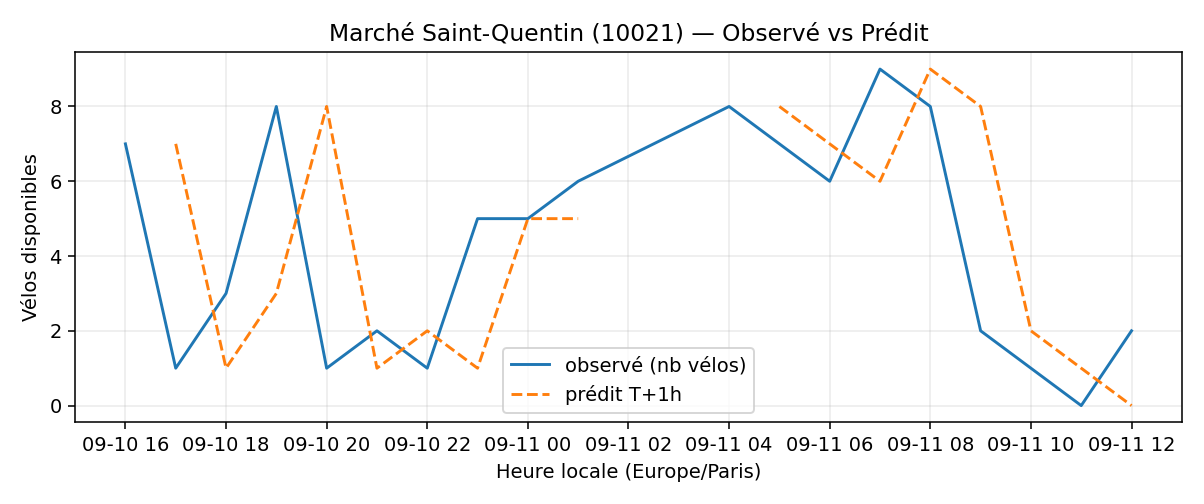 Marché Saint-Quentin (10021) — Observé vs Prédit
Vélos disponibles
8
6
4
2
0
observé (nb vélos)
prédit T+1h
09-10 16 09-10 18 09-10 20 09-10 22 09-11 00 09-11 02 09-11 04 09-11 06 09-11 08 09-11 10 09-11 12
Heure locale (Europe/Paris)